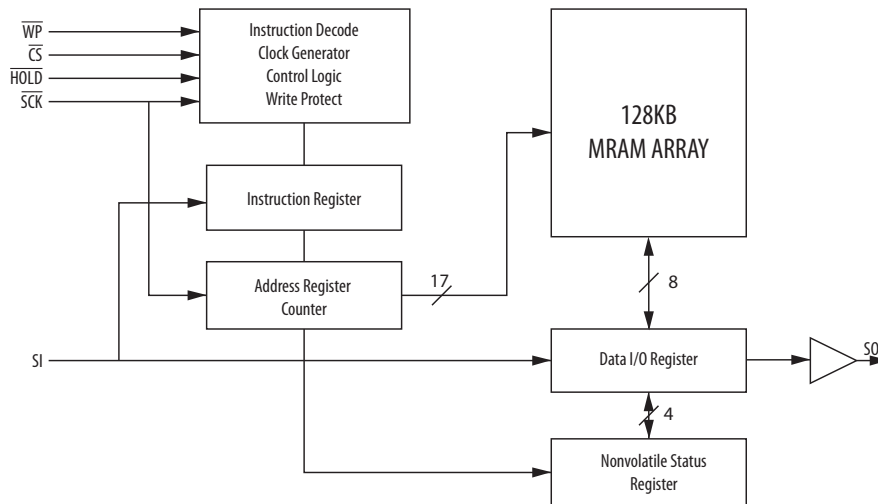 WP
CS
HOLD
SCK
Instruction Decode
Clock Generator
Control Logic
Write Protect
128KB
MRAM ARRAY
Instruction Register
Address Register
Counter
17
8
SI
Data I/O Register
SO
4
Nonvolatile Status
Register